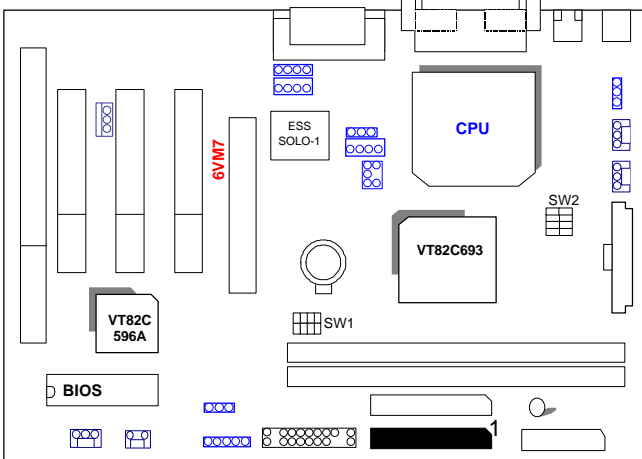 ESS
SOLO-1
CPU
6VM7
SW2
VT82C693
VT82C
596A
SW1
BIOS
1